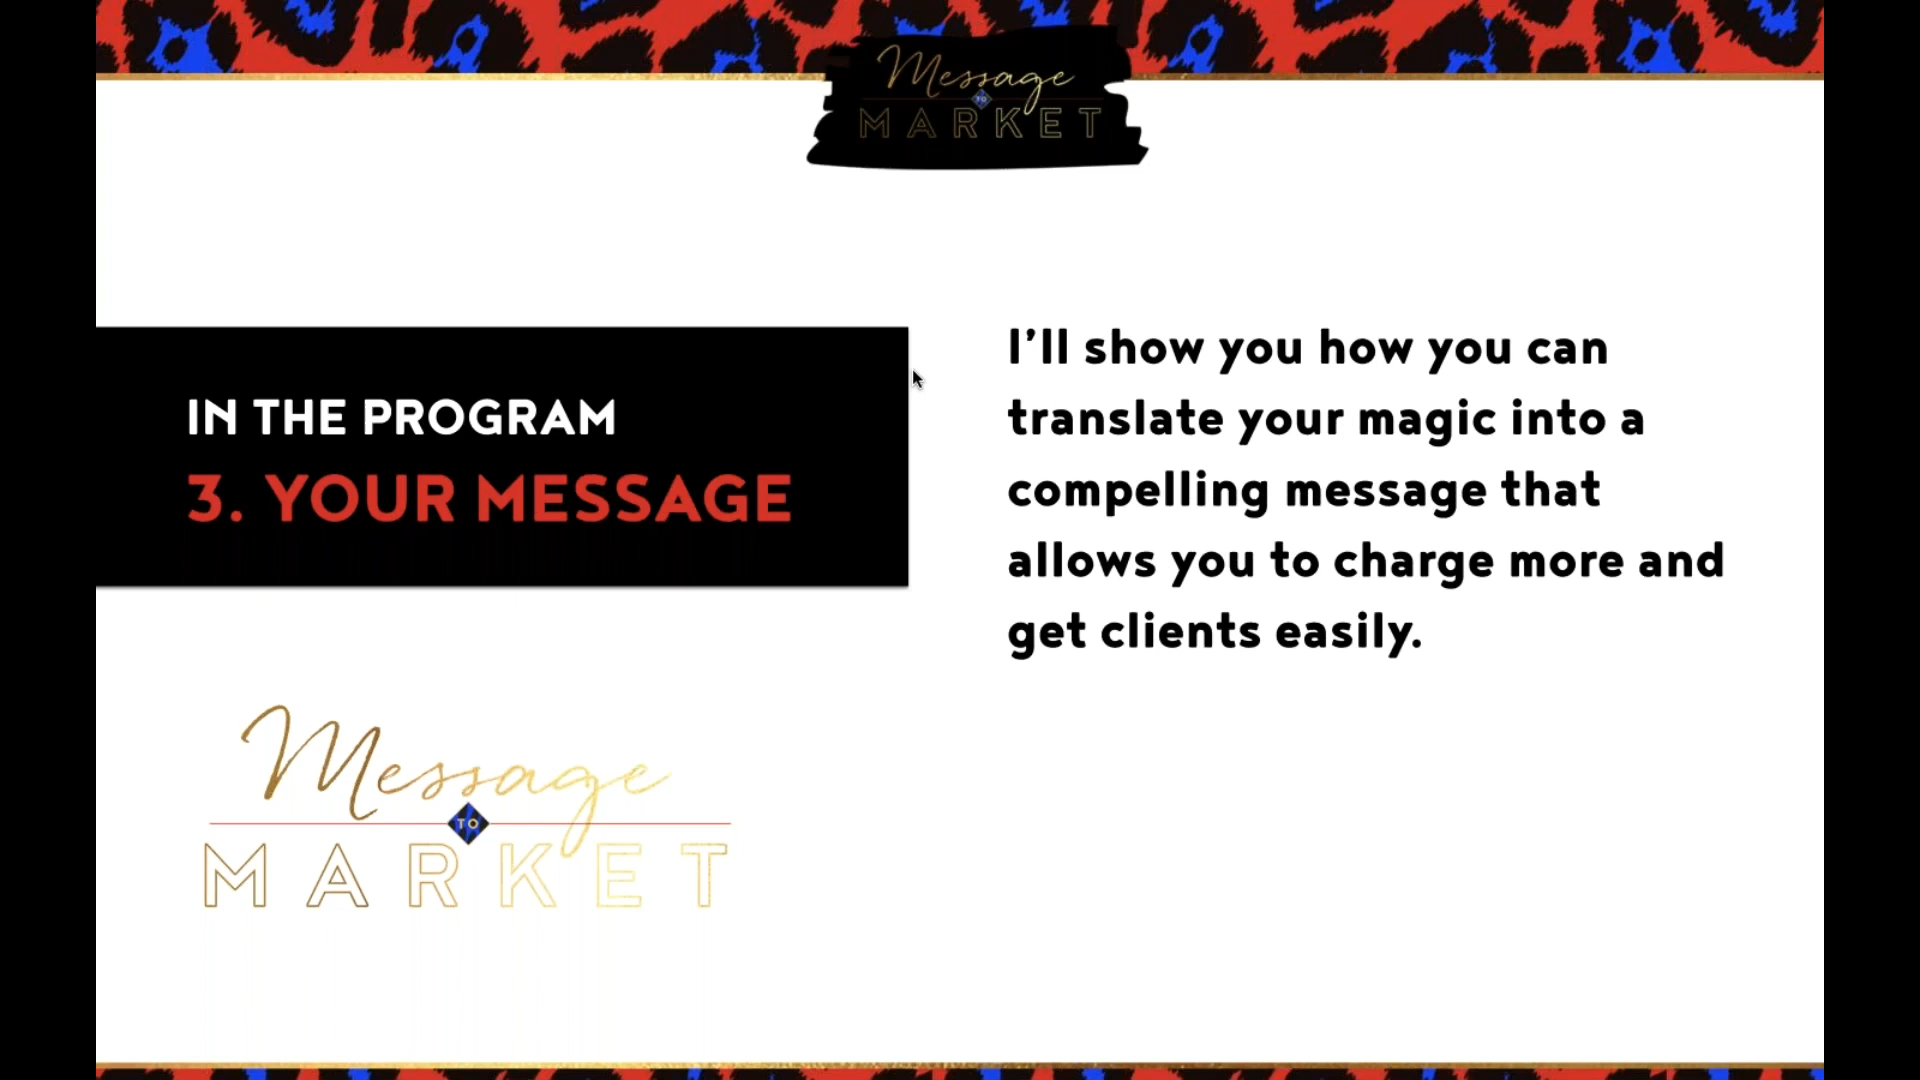 Message
TO
MARKET
IN THE PROGRAM
3. YOUR MESSAGE
I'll show you how you can
translate your magic into a
compelling message that
allows you to charge more and
get clients easily.
Message
TO
MARKET